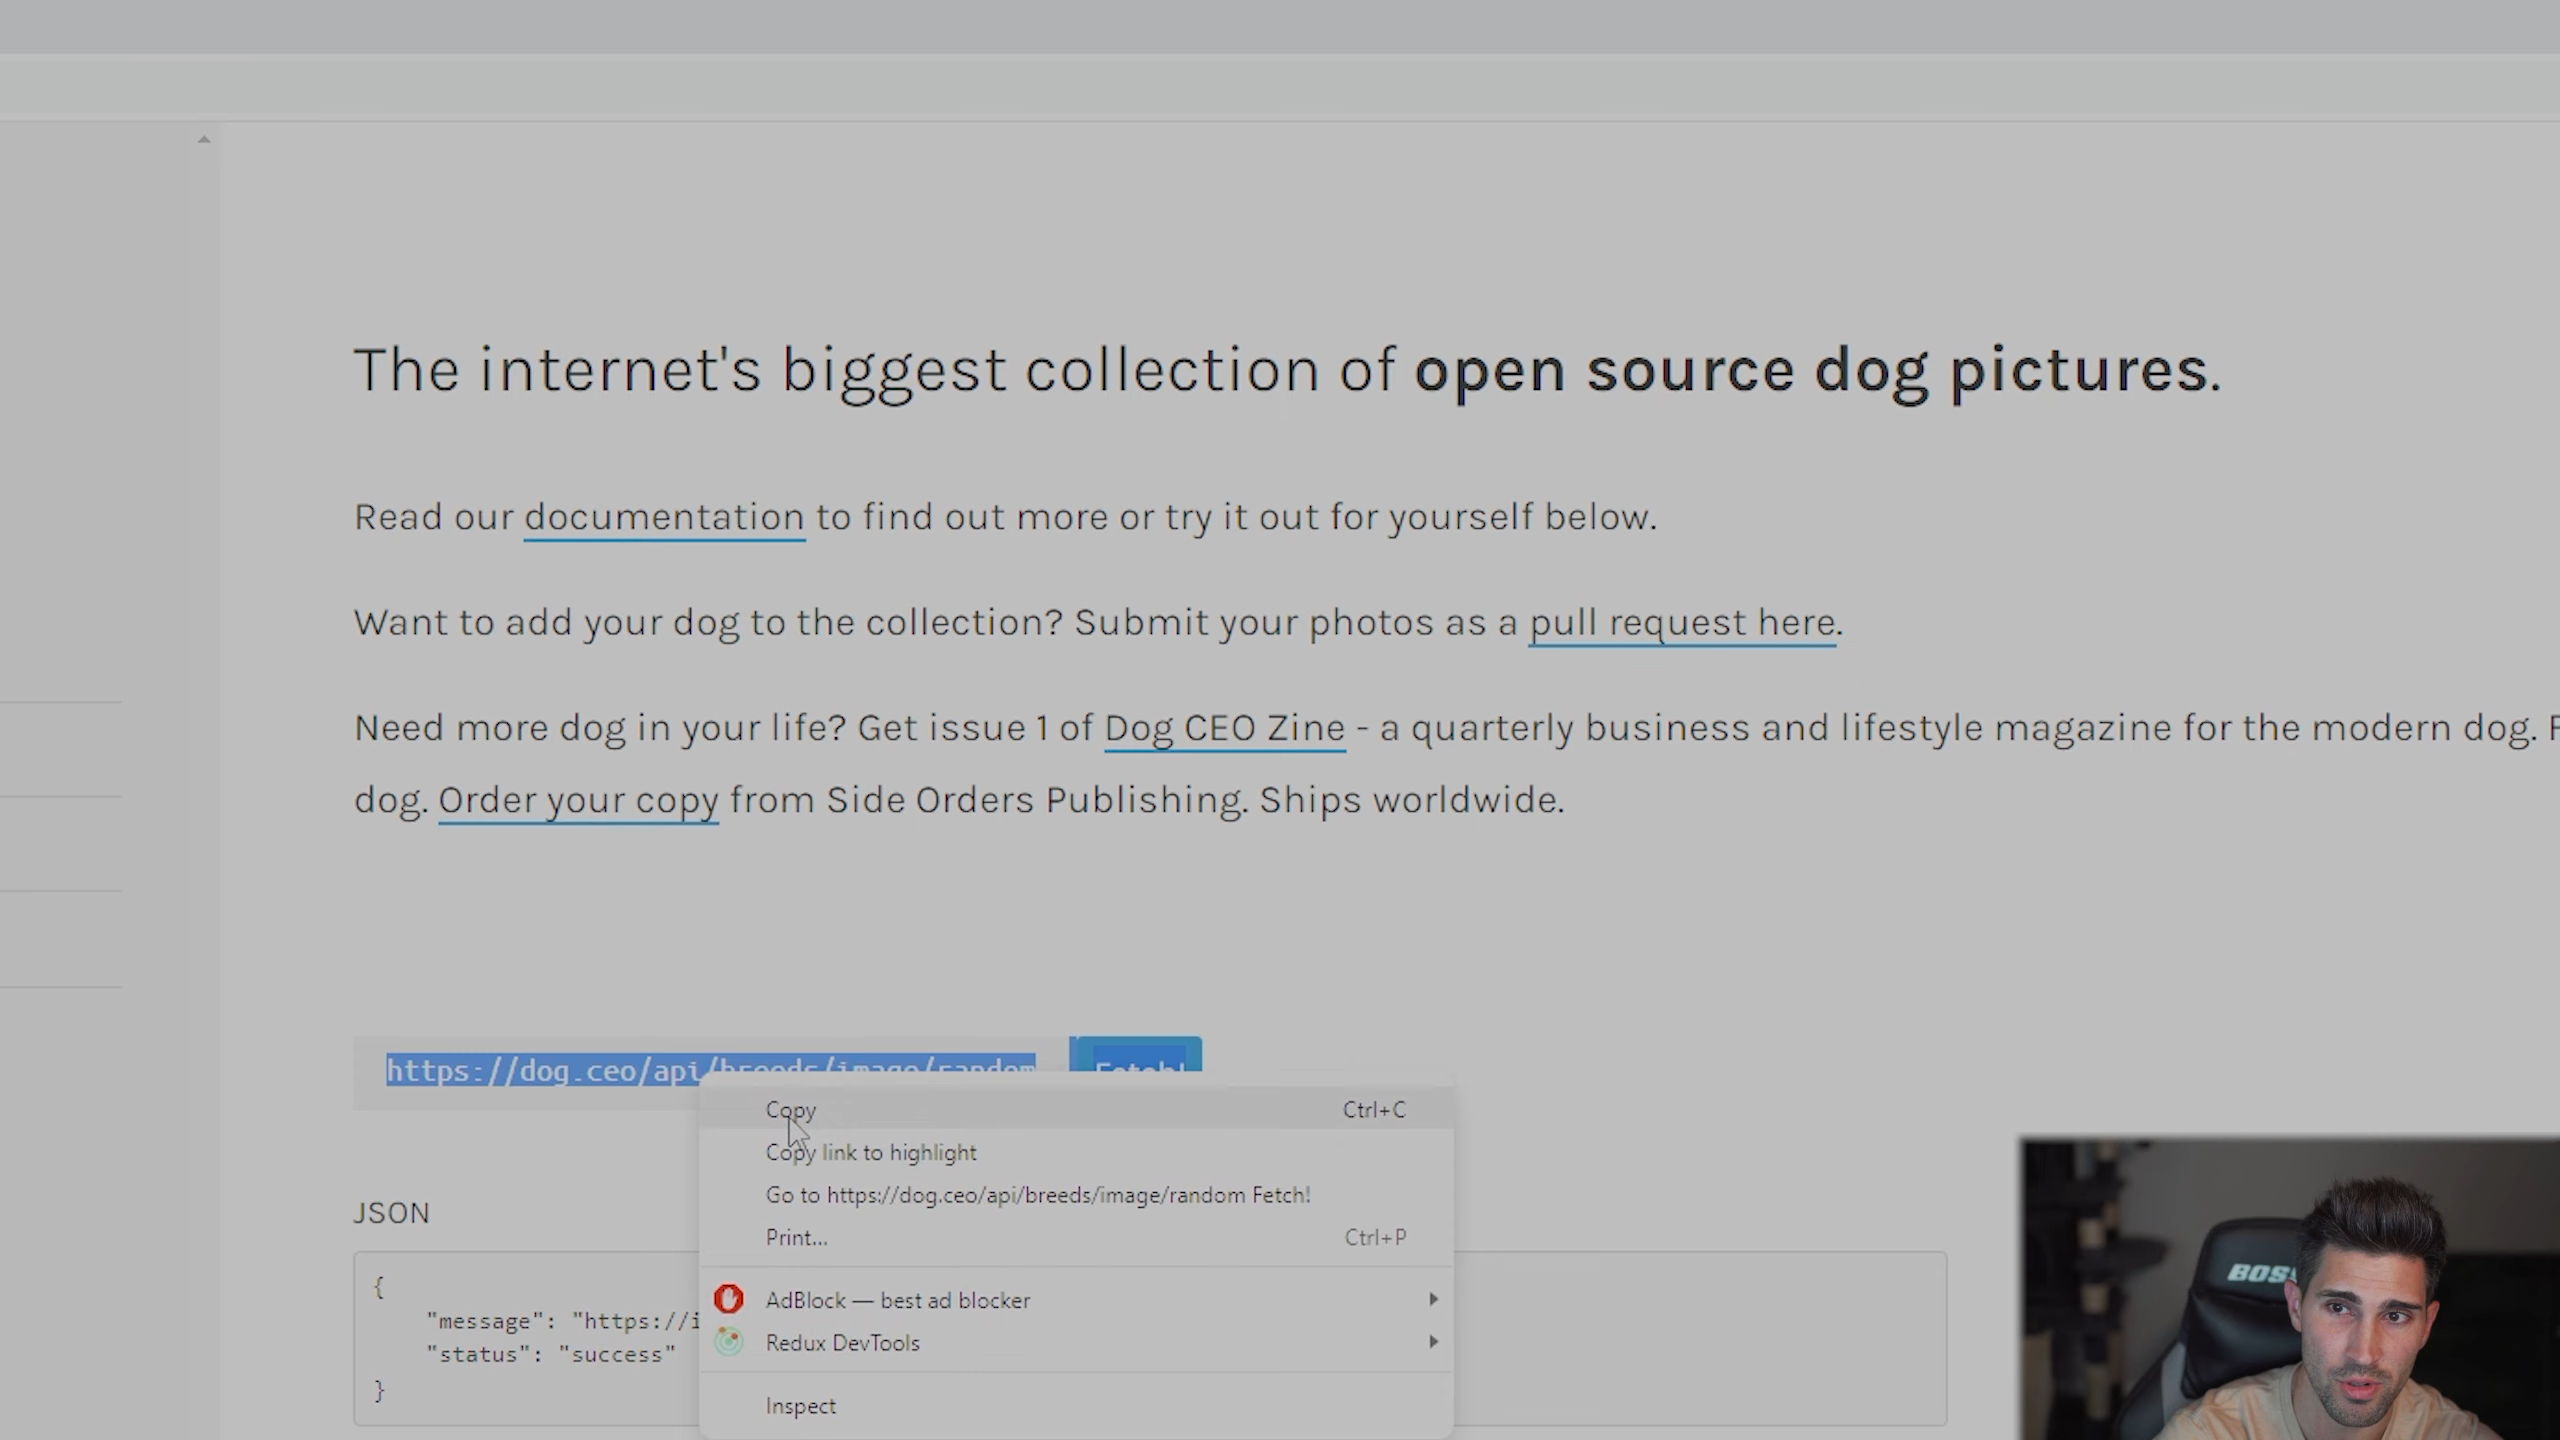 The internet's biggest collection of open source dog pictures.
Read our documentation to find out more or try it out for yourself below.
Want to add your dog to the collection? Submit your photos as a pull request here.
Need more dog in your life? Get issue 1 of Dog CEO Zine - a quarterly business and lifestyle magazine for the modern dog.
dog. Order your copy from Side Orders Publishing. Ships worldwide.
https://dog.ceo/api/breeds/image/random Fetch!
Copy Ctrl+C
Copy link to highlight
Go to https://dog.ceo/api/breeds/image/random Fetch!
Print... Ctrl+P
AdBlock — best ad blocker
Redux DevTools
Inspect
JSON
{
"message": "https://i
"status": "success"
}
BOSS